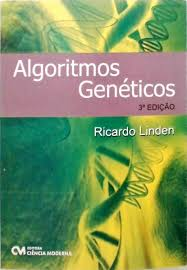 Algoritmos
Genéticos
3ª EDIÇÃO
Ricardo Linden
EDITORA
CIÊNCIA MODERNA